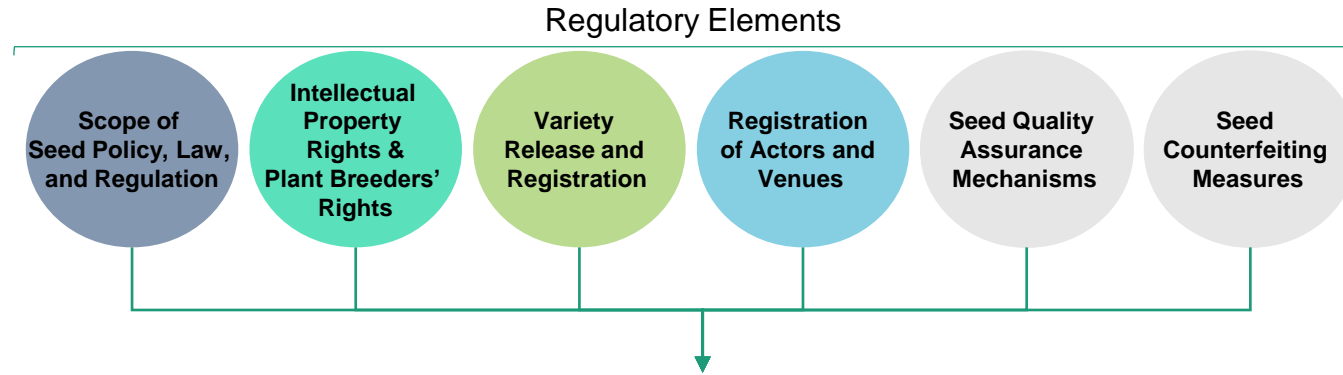 Regulatory Elements
Scope of
Seed Policy, Law,
and Regulation
Intellectual
Property
Rights &
Plant Breeders’
Rights
Variety
Release and
Registration
Registration
of Actors and
Venues
Seed Quality
Assurance
Mechanisms
Seed
Counterfeiting
Measures